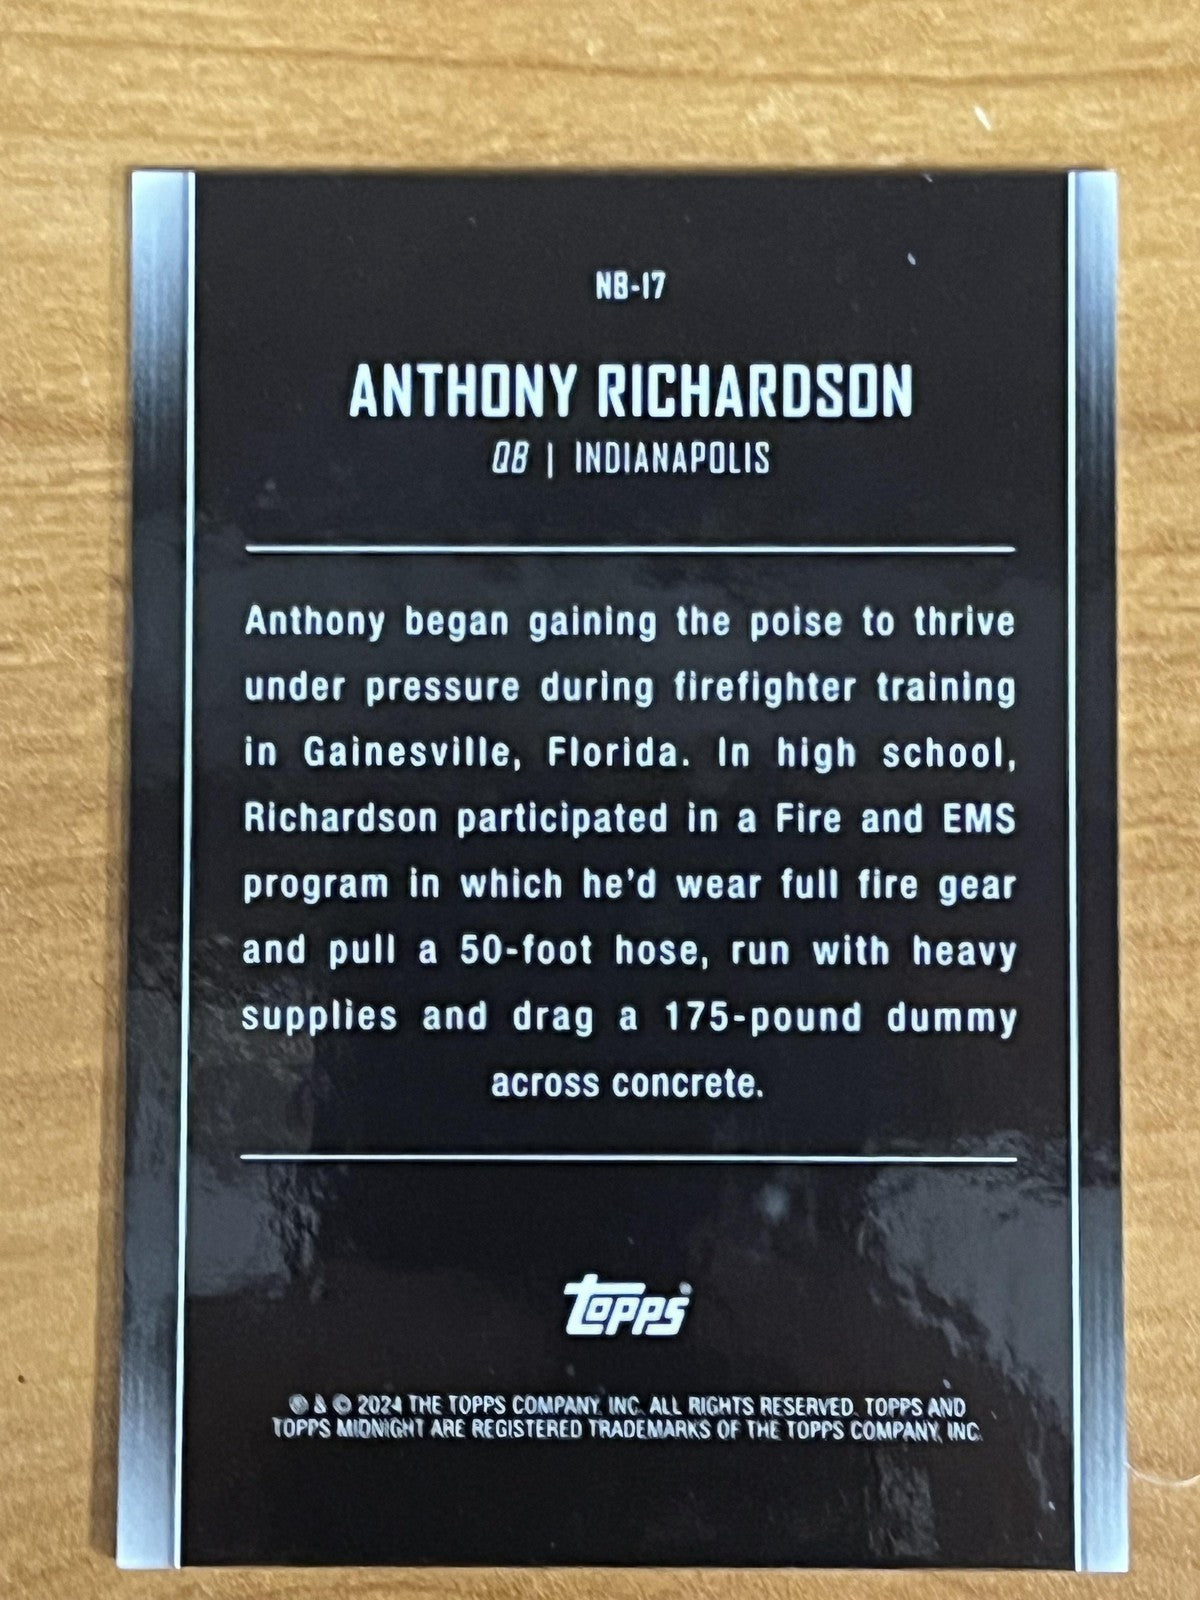 NB-17
ANTHONY RICHARDSON
QB | INDIANAPOLIS
Anthony began gaining the poise to thrive
under pressure during firefighter training
in Gainesville, Florida. In high school,
Richardson participated in a Fire and EMS
program in which he'd wear full fire gear
and pull a 50-foot hose, run with heavy
supplies and drag a 175-pound dummy
across concrete.
Topps®
® & © 2024 THE TOPPS COMPANY, INC. ALL RIGHTS RESERVED. TOPPS AND
TOPPS MIDNIGHT ARE REGISTERED TRADEMARKS OF THE TOPPS COMPANY, INC.